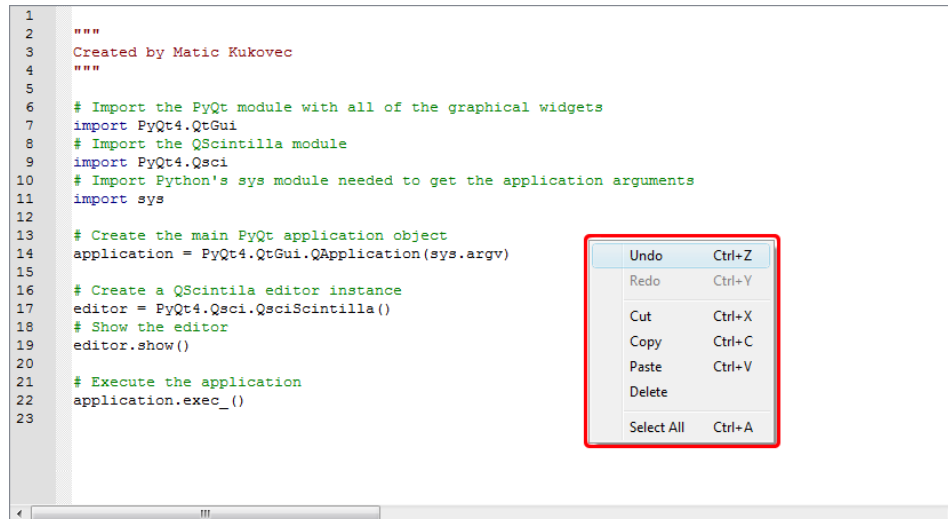 1
2 """
3 Created by Matic Kukovec
4 """
5
6 # Import the PyQt module with all of the graphical widgets
7 import PyQt4.QtGui
8 # Import the QScintilla module
9 import PyQt4.Qsci
10 # Import Python's sys module needed to get the application arguments
11 import sys
12
13 # Create the main PyQt application object
14 application = PyQt4.QtGui.QApplication(sys.argv)
15
16 # Create a QScintila editor instance
17 editor = PyQt4.Qsci.QsciScintilla()
18 # Show the editor
19 editor.show()
20
21 # Execute the application
22 application.exec_()
23
Undo Ctrl+Z
Redo Ctrl+Y
Cut Ctrl+X
Copy Ctrl+C
Paste Ctrl+V
Delete
Select All Ctrl+A